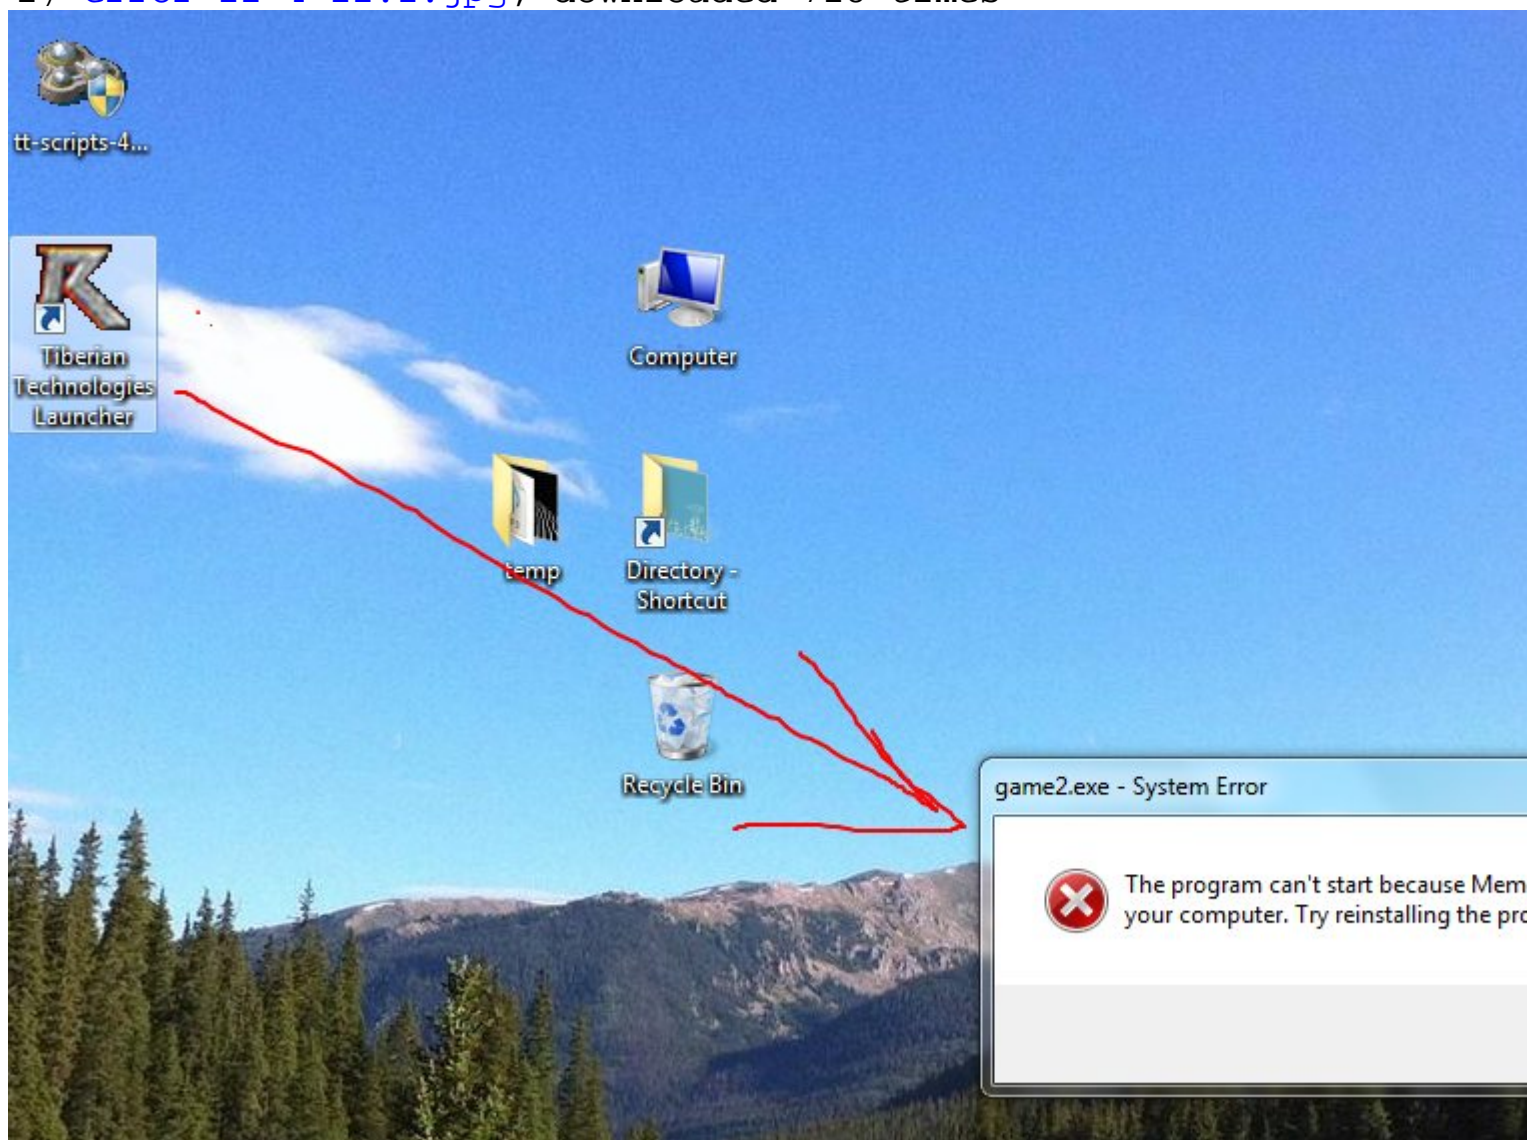 tt-scripts-4...
Tiberian
Technologies
Launcher
Computer
temp
Directory -
Shortcut
Recycle Bin
game2.exe - System Error
The program can't start because Mem
your computer. Try reinstalling the pro